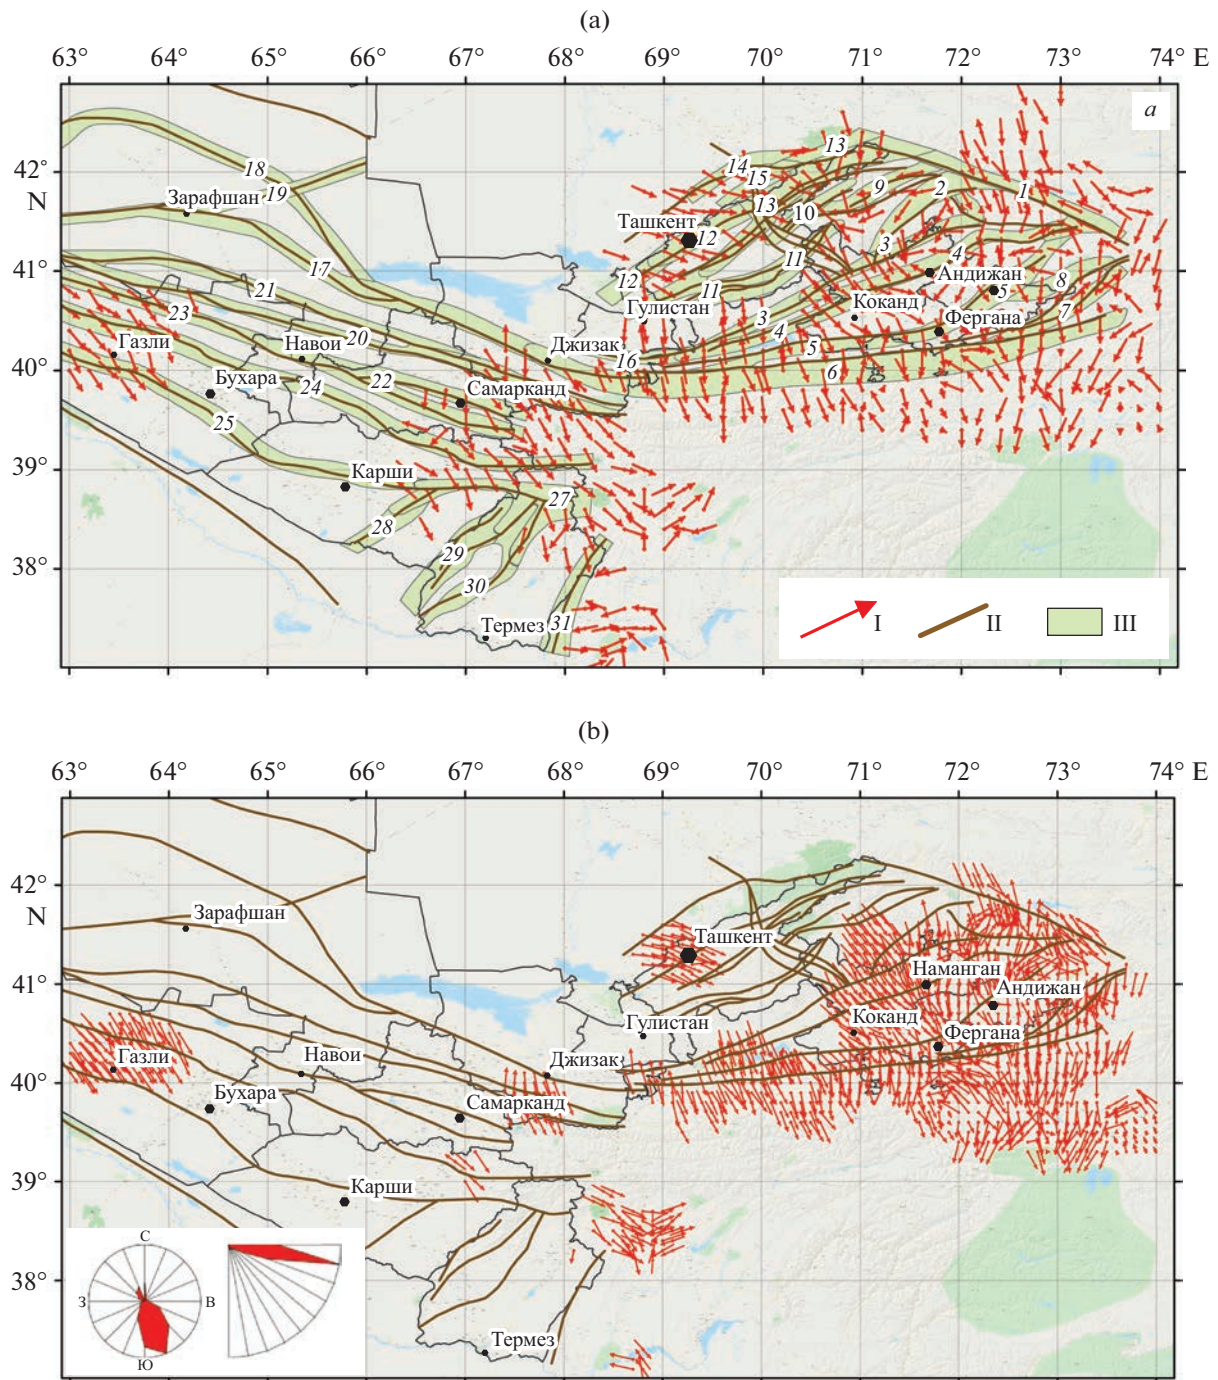 (a)
63° 64° 65° 66° 67° 68° 69° 70° 71° 72° 73° 74° E
a
42°
N
41°
40°
39°
38°
18
19
Зарафшан
17
21
23
20
Газли
Навои
22
24
Бухара
25
Самарканд
Джизак
Карши
28
27
29
30
31
Термез
14
15
13
13
9
2
1
10
Ташкент
12
12
11
11
Гулистан
3
3
4
4
Андижан
5
8
7
Коканд
Фергана
5
16
6
I II III
(b)
63° 64° 65° 66° 67° 68° 69° 70° 71° 72° 73° 74° E
42°
N
41°
40°
39°
38°
Зарафшан
Ташкент
Наманган
Андижан
Гулистан
Коканд
Фергана
Газли
Навои
Джизак
Бухара
Самарканд
Карши
Термез
С
З В
Ю